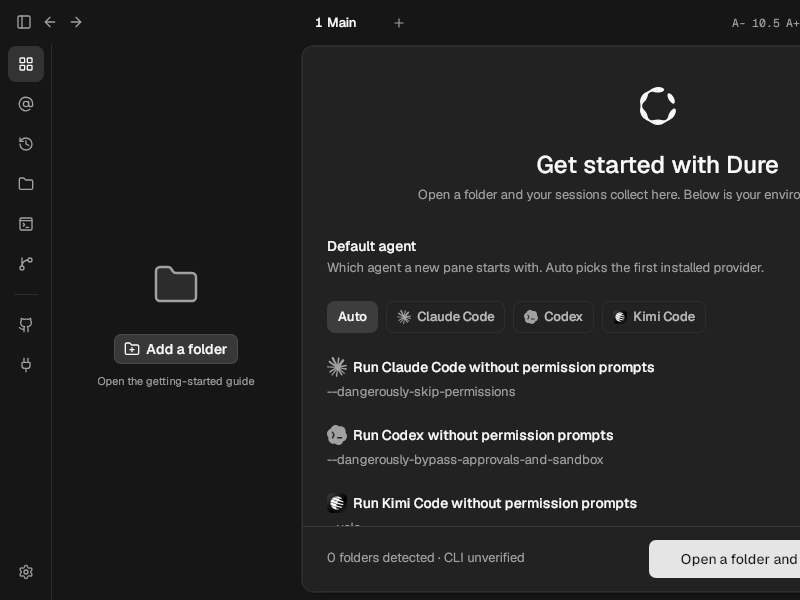 1 Main
A- 10.5 A+
Get started with Dure
Open a folder and your sessions collect here. Below is your
Default agent
Which agent a new pane starts with. Auto picks the first installed provider.
Auto
Claude Code
Codex
Kimi Code
Run Claude Code without permission prompts
--dangerously-skip-permissions
Run Codex without permission prompts
--dangerously-bypass-approvals-and-sandbox
Run Kimi Code without permission prompts
Add a folder
Open the getting-started guide
0 folders detected · CLI unverified
Open a folder and